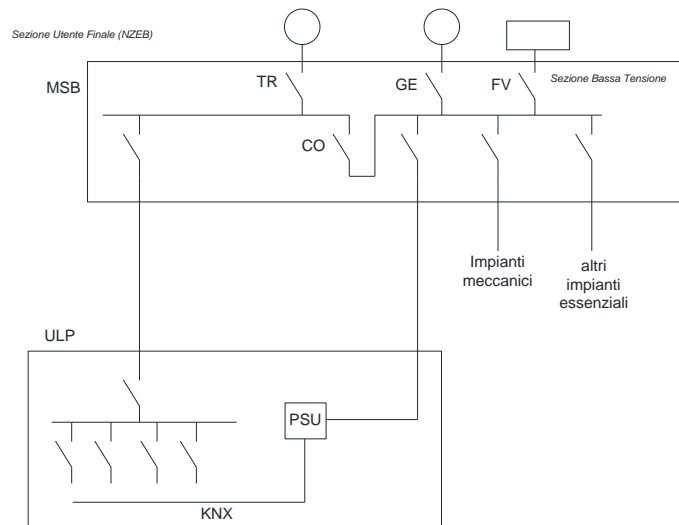 Sezione Utente Finale (NZEB)
Sezione Bassa Tensione
MSB
TR
GE
FV
CO
Impianti
meccanici
altri
impianti
essenziali
ULP
PSU
KNX